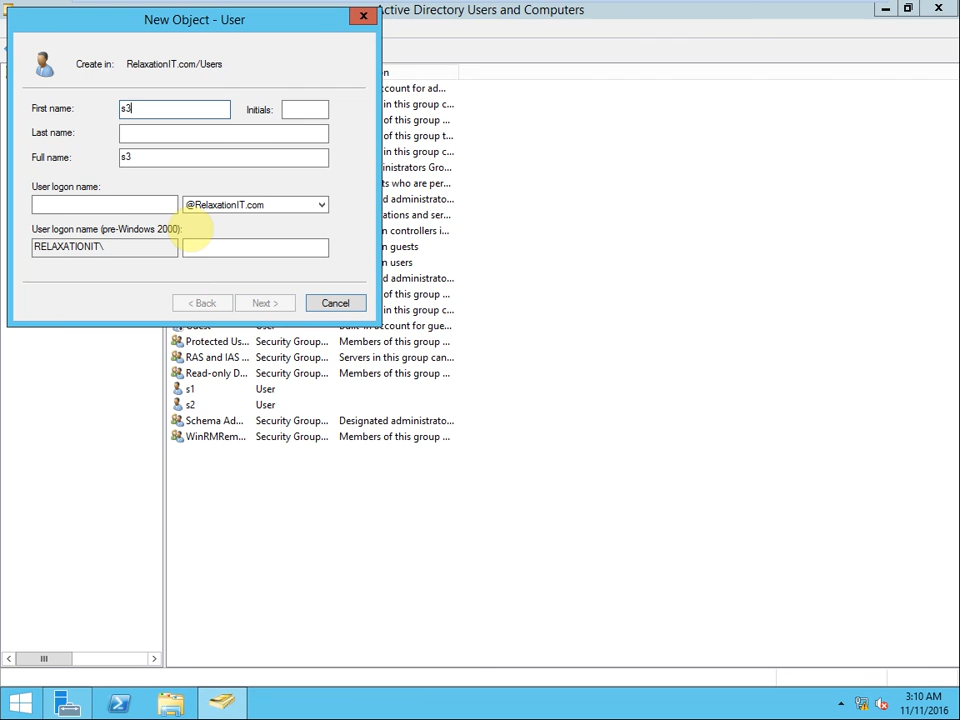 Active Directory Users and Computers
New Object - User
Create in: RelaxationIT.com/Users
First name: s3 Initials:
Last name:
Full name: s3
User logon name:
@RelaxationIT.com
User logon name (pre-Windows 2000):
RELAXATIONIT\
< Back Next > Cancel
count for ad...
e in this group c...
of this group ...
of this group t...
e in this group c...
inistrators Gro...
ts who are per...
d administrato...
ations and ser...
n controllers i...
n guests
n users
d administrato...
of this group ...
e in this group c...
Guest User Built-in account for gue...
Protected Us... Security Group... Members of this group ...
RAS and IAS ... Security Group... Servers in this group can...
Read-only D... Security Group... Members of this group ...
s1 User
s2 User
Schema Ad... Security Group... Designated administrato...
WinRMRem... Security Group... Members of this group ...
3:10 AM
11/11/2016